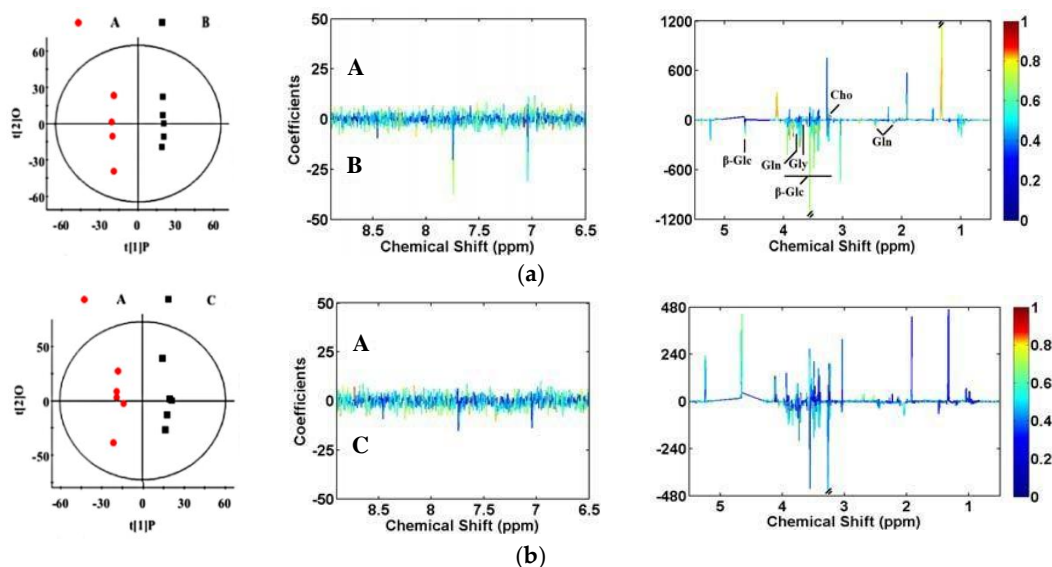 A B
t[2]O
60
30
0
-30
-60
-60 -30 0 30 60
t[1]P
Coefficients
50
25
0
-25
-50
A
B
8.5 8 7.5 7 6.5
Chemical Shift (ppm)
1200
600
0
-600
-1200
Cho
β-Glc
Gln
Gly
Gln
β-Glc
5 4 3 2 1
Chemical Shift (ppm)
1
0.8
0.6
0.4
0.2
0
(a)
A C
t[2]O
50
0
-50
-60 -30 0 30 60
t[1]P
Coefficients
50
25
0
-25
-50
A
C
8.5 8 7.5 7 6.5
Chemical Shift (ppm)
480
240
0
-240
-480
5 4 3 2 1
Chemical Shift (ppm)
1
0.8
0.6
0.4
0.2
0
(b)